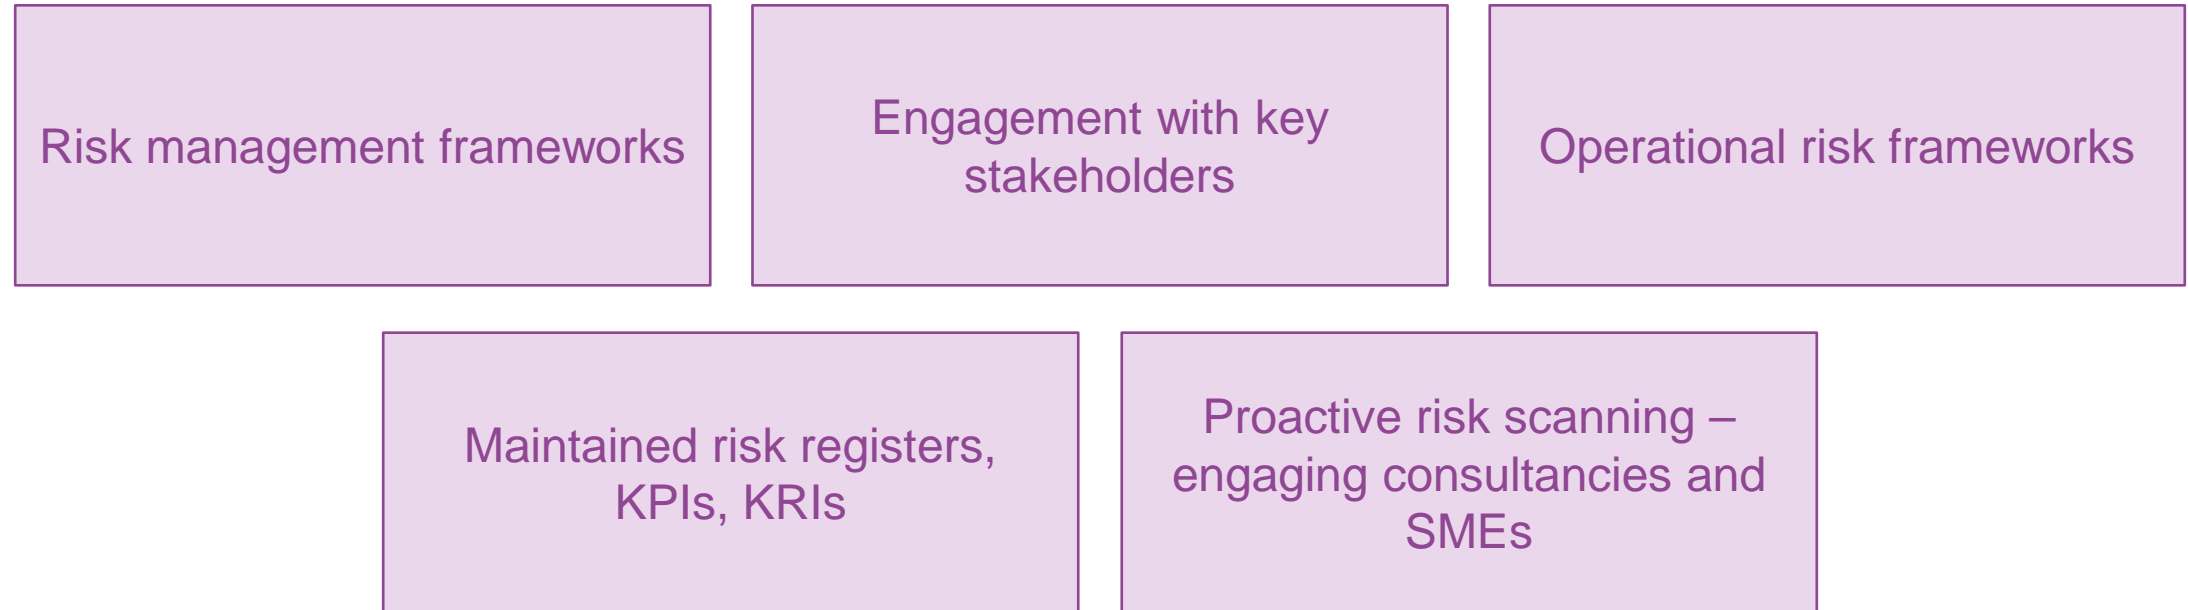 Risk management frameworks
Engagement with key
stakeholders
Operational risk frameworks
Maintained risk registers,
KPIs, KRIs
Proactive risk scanning –
engaging consultancies and
SMEs